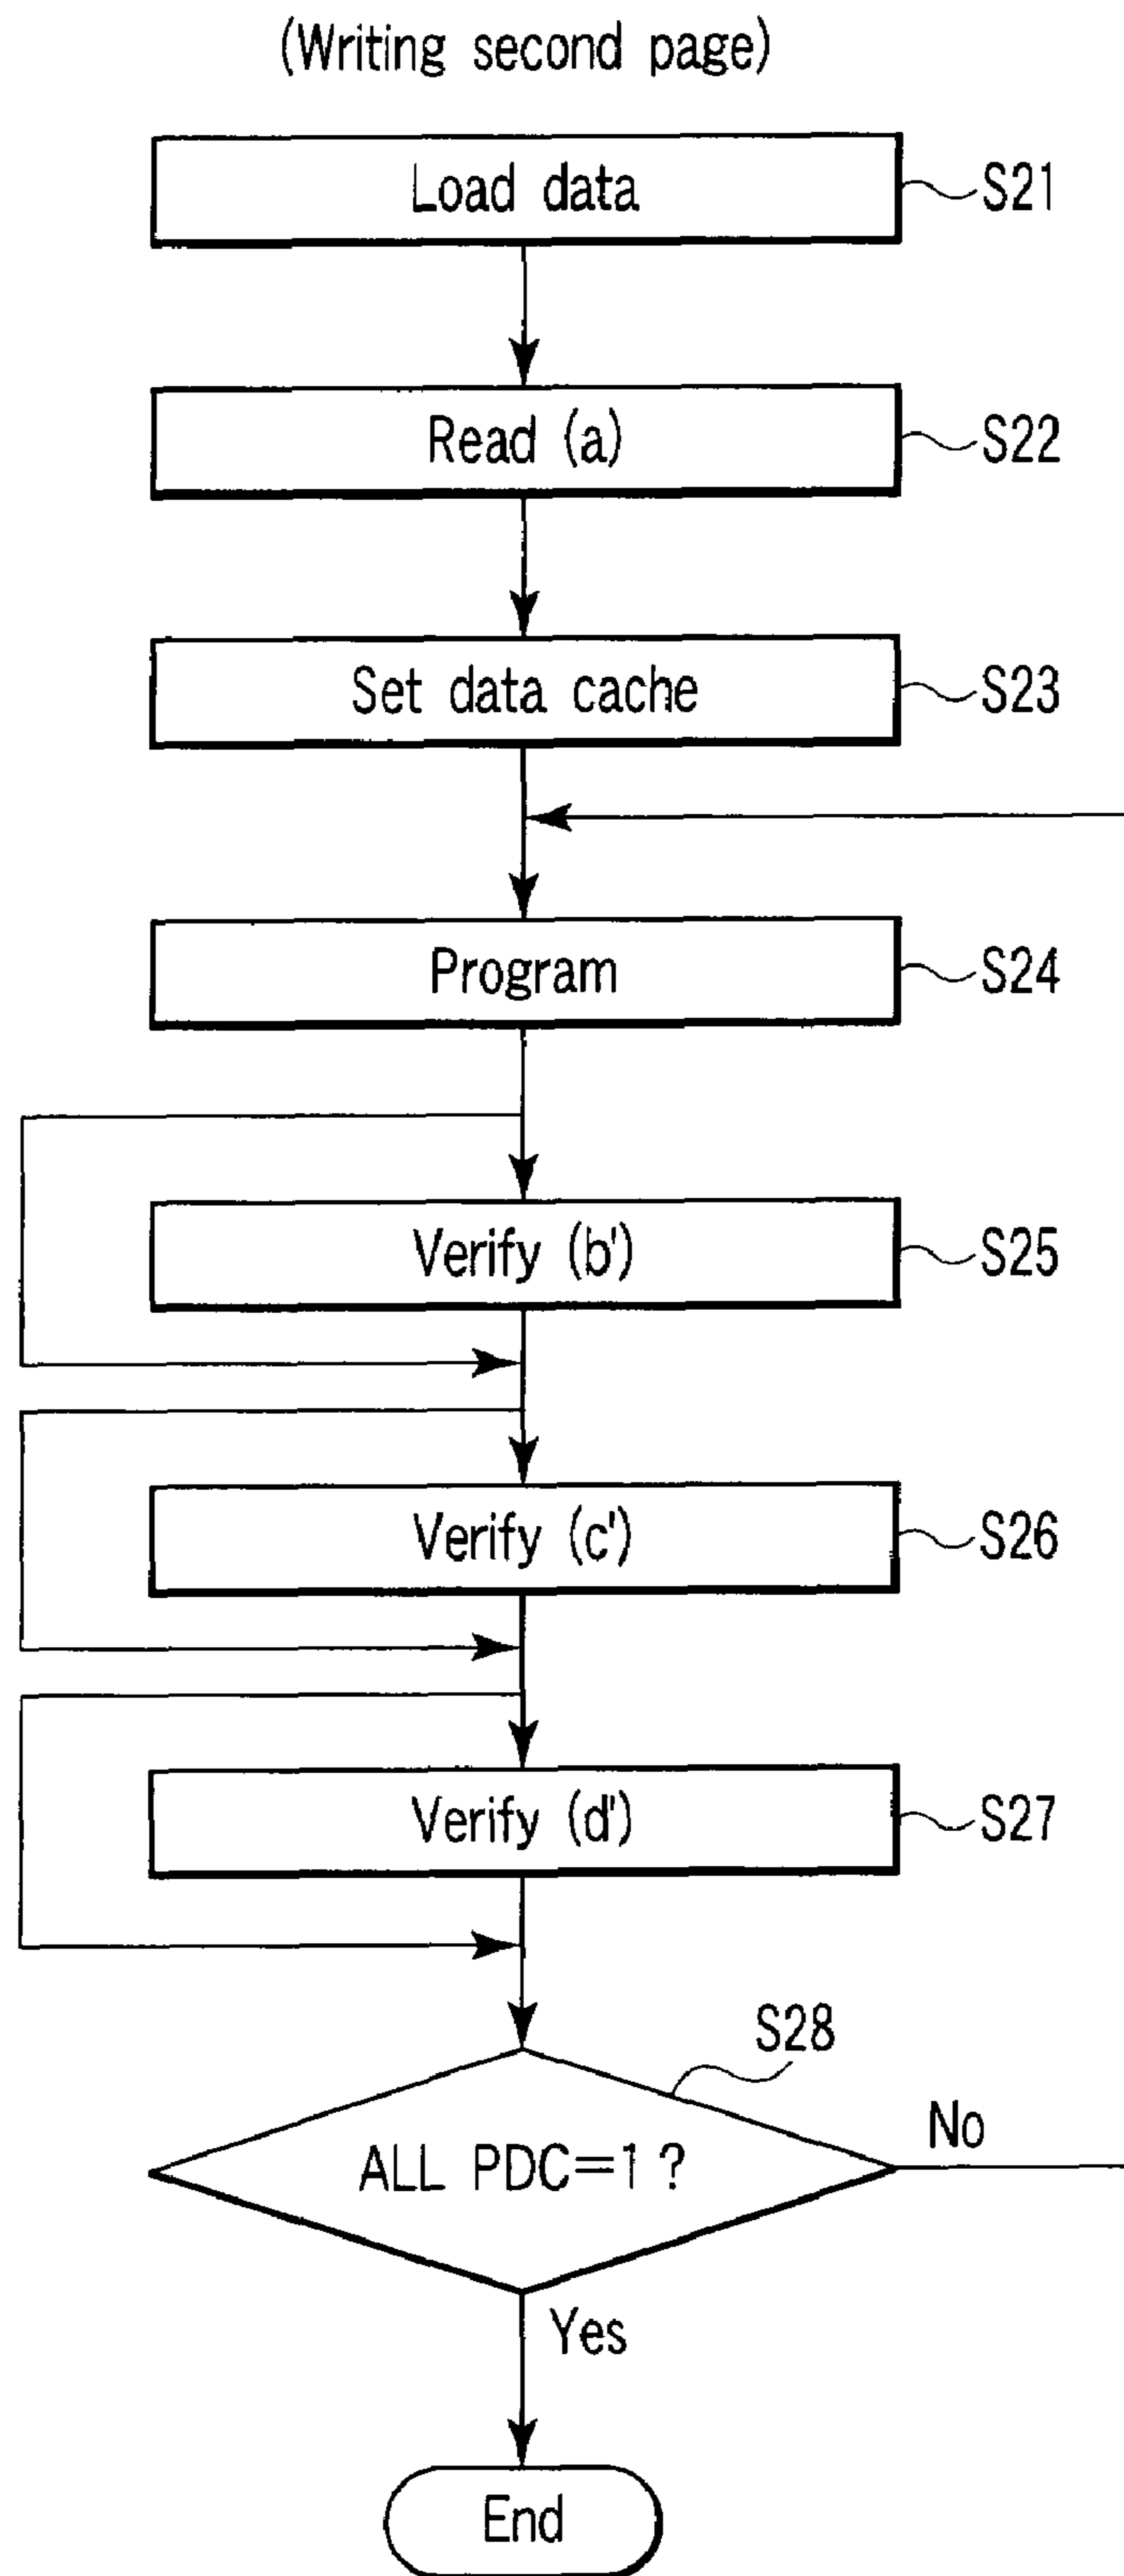 (Writing second page)
Load data
S21
Read (a)
S22
Set data cache
S23
Program
S24
Verify (b')
S25
Verify (c')
S26
Verify (d')
S27
S28
ALL PDC=1 ?
No
Yes
End